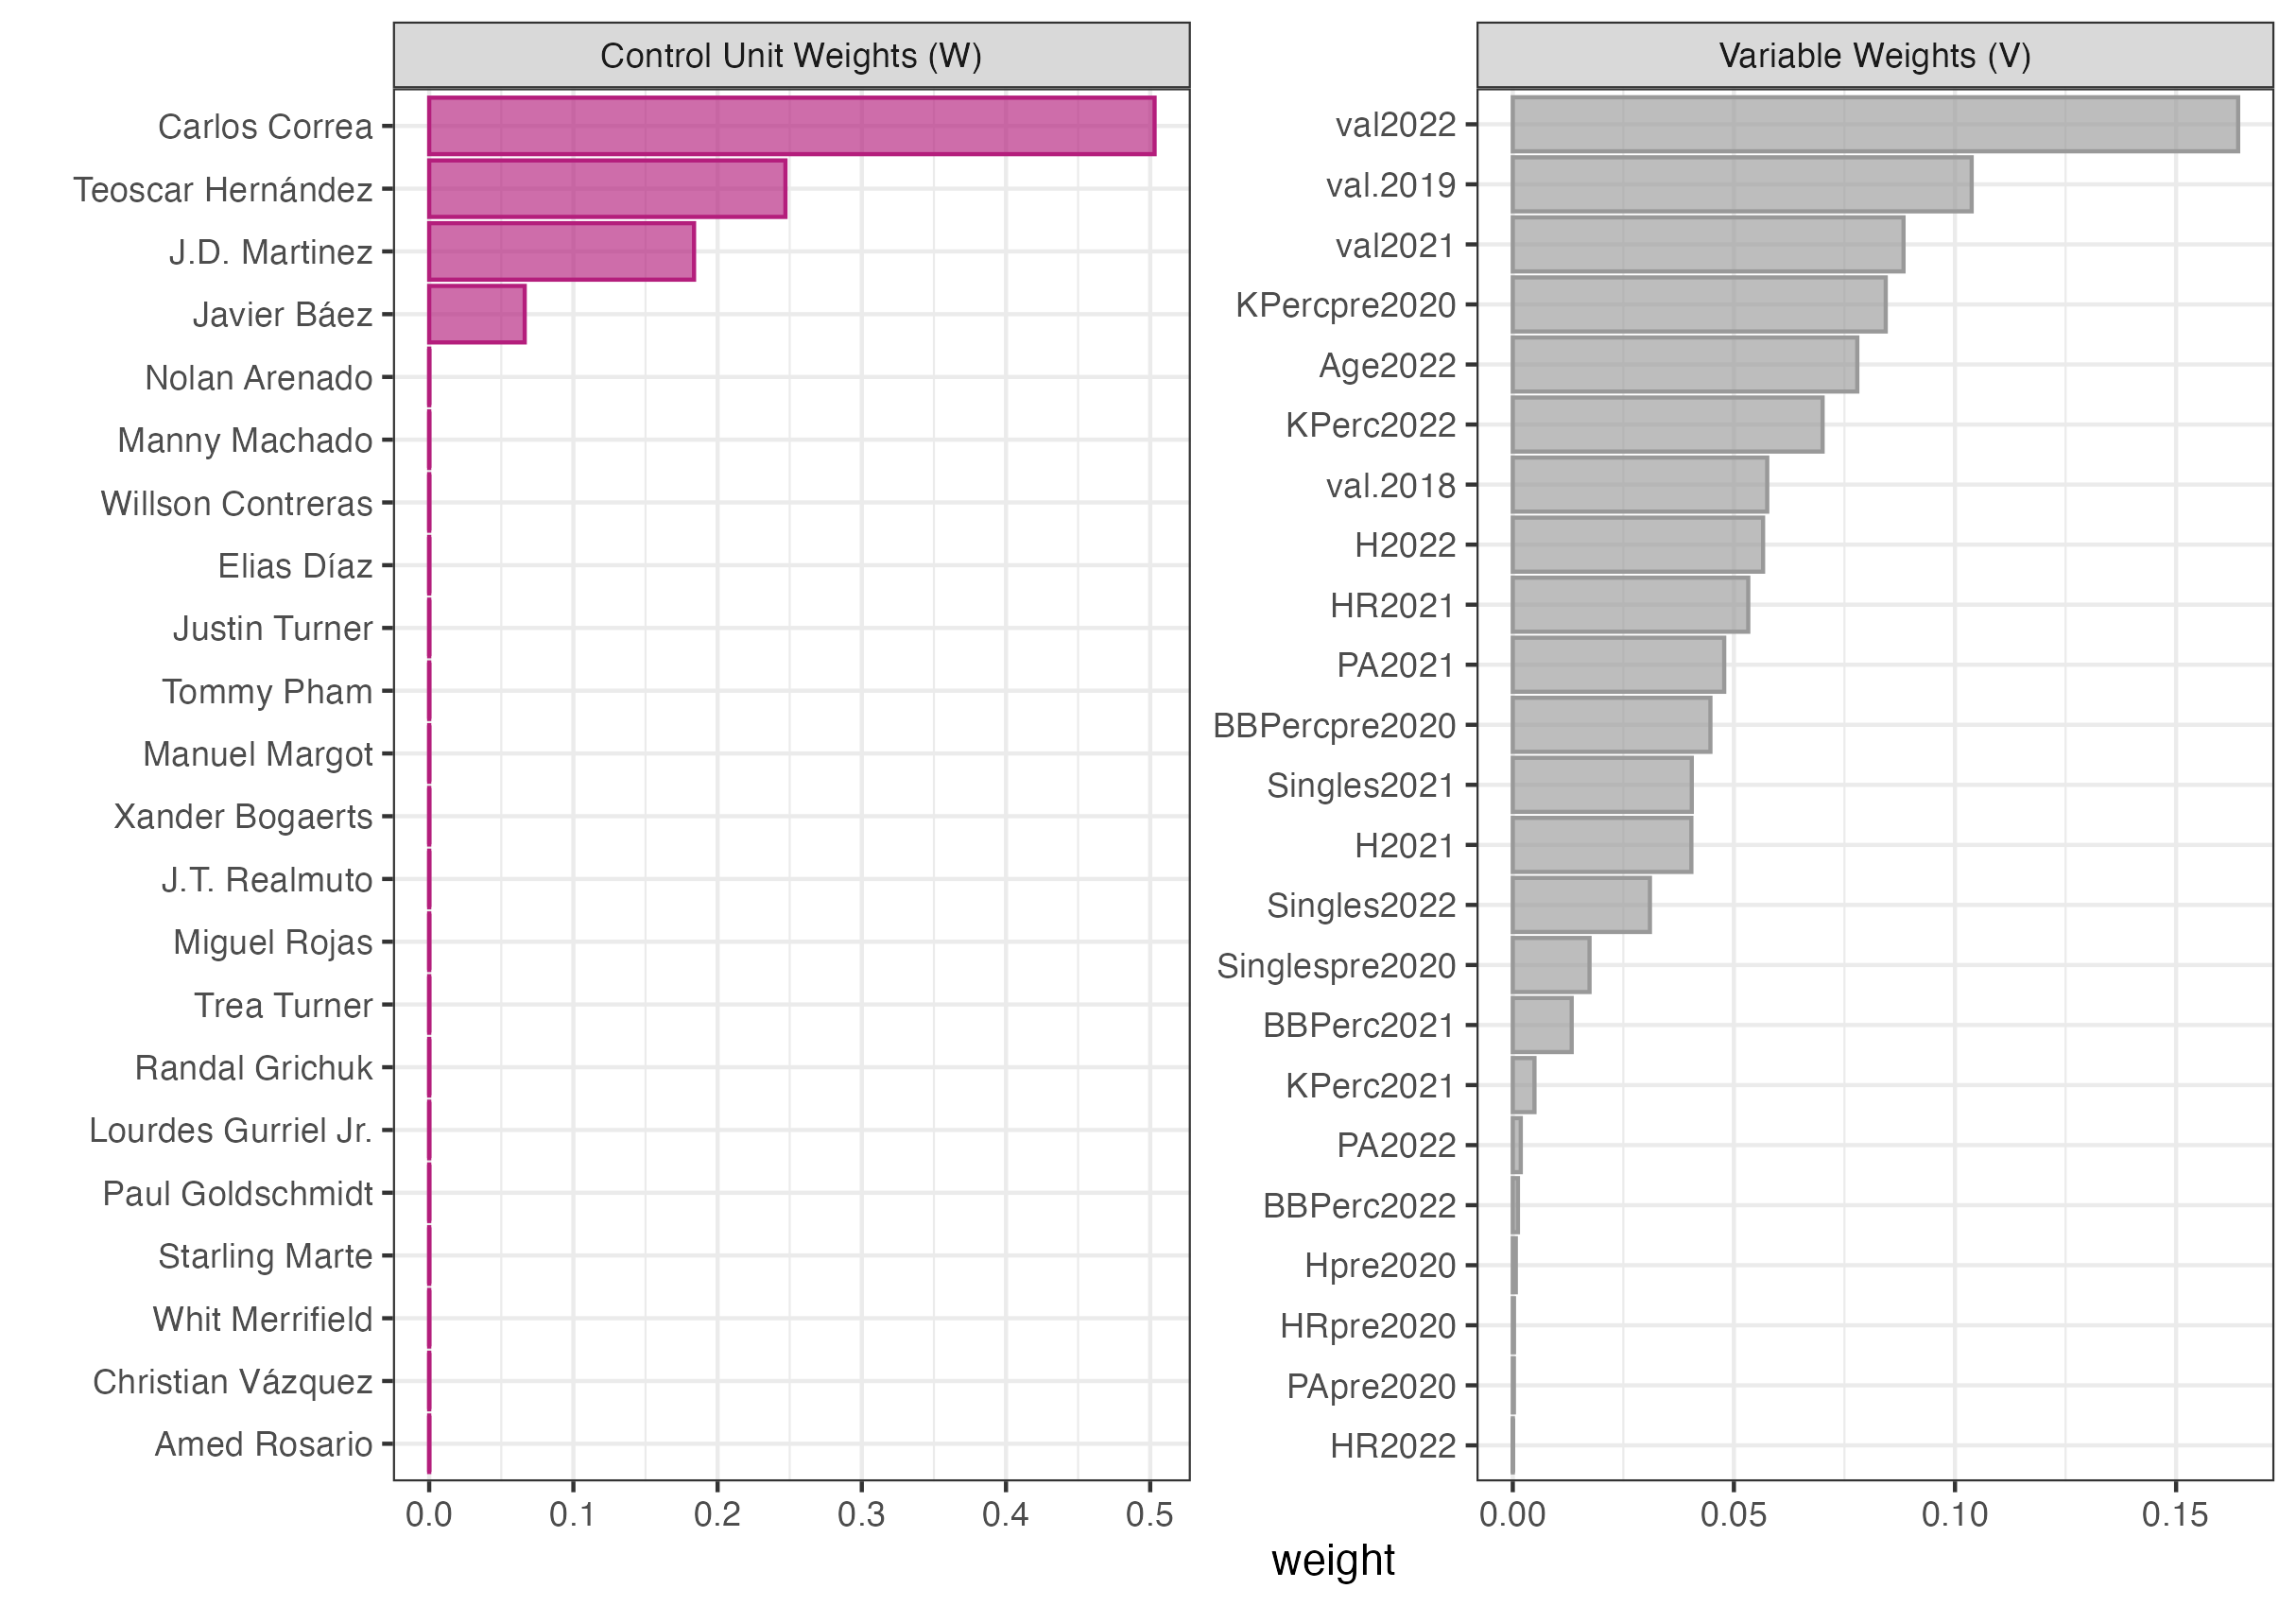 Control Unit Weights (W)
Carlos Correa
Teoscar Hernández
J.D. Martinez
Javier Báez
Nolan Arenado
Manny Machado
Willson Contreras
Elias Díaz
Justin Turner
Tommy Pham
Manuel Margot
Xander Bogaerts
J.T. Realmuto
Miguel Rojas
Trea Turner
Randal Grichuk
Lourdes Gurriel Jr.
Paul Goldschmidt
Starling Marte
Whit Merrifield
Christian Vázquez
Amed Rosario
0.0 0.1 0.2 0.3 0.4 0.5
Variable Weights (V)
val2022
val.2019
val2021
KPercpre2020
Age2022
KPerc2022
val.2018
H2022
HR2021
PA2021
BBPercpre2020
Singles2021
H2021
Singles2022
Singlespre2020
BBPerc2021
KPerc2021
PA2022
BBPerc2022
Hpre2020
HRpre2020
PApre2020
HR2022
0.00 0.05 0.10 0.15
weight